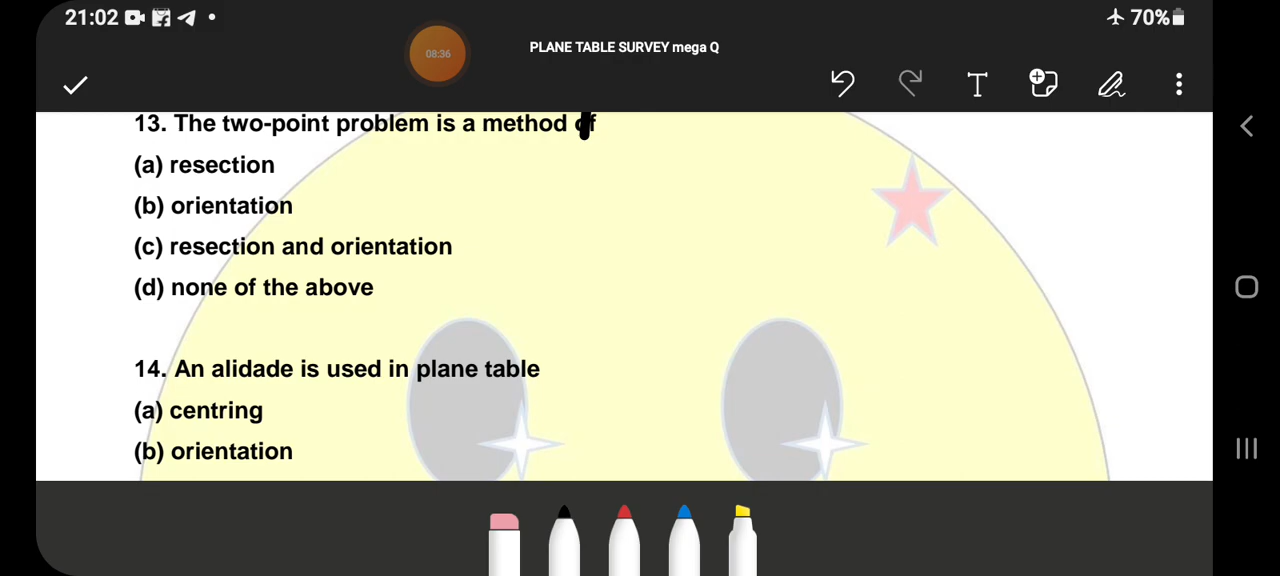 21:02
70%
08:36
PLANE TABLE SURVEY mega Q
13. The two-point problem is a method of
(a) resection
(b) orientation
(c) resection and orientation
(d) none of the above
14. An alidade is used in plane table
(a) centring
(b) orientation